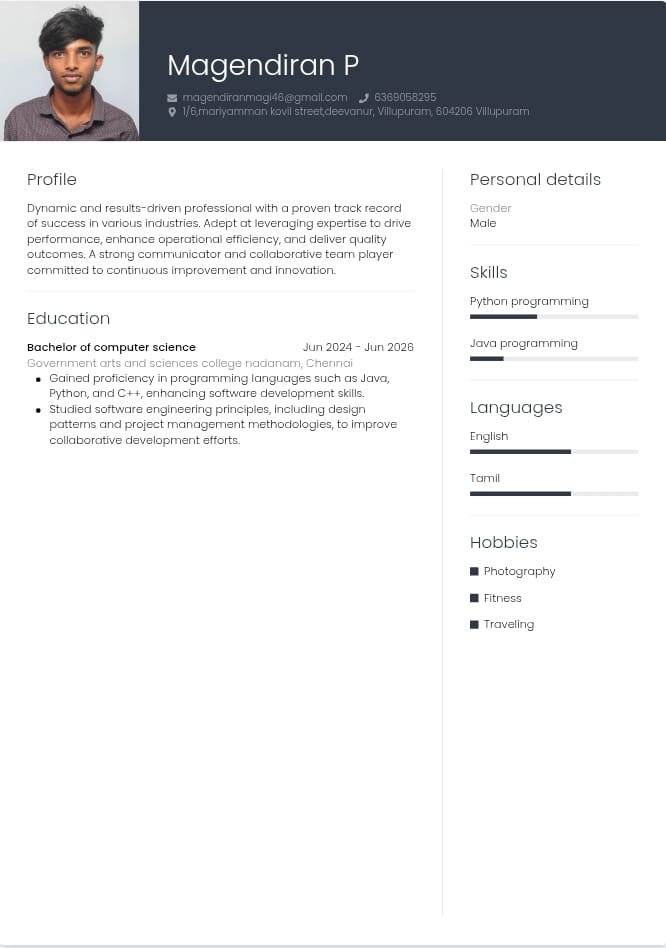 Magendiran P
magendiranmagi46@gmail.com 6369058295
1/6,mariyamman kovil street,deevanur, Villupuram, 604206 Villupuram
Profile
Dynamic and results-driven professional with a proven track record
of success in various industries. Adept at leveraging expertise to drive
performance, enhance operational efficiency, and deliver quality
outcomes. A strong communicator and collaborative team player
committed to continuous improvement and innovation.
Education
Bachelor of computer science Jun 2024 - Jun 2026
Government arts and sciences college nadanam, Chennai
Gained proficiency in programming languages such as Java,
Python, and C++, enhancing software development skills.
Studied software engineering principles, including design
patterns and project management methodologies, to improve
collaborative development efforts.
Personal details
Gender
Male
Skills
Python programming
Java programming
Languages
English
Tamil
Hobbies
Photography
Fitness
Traveling